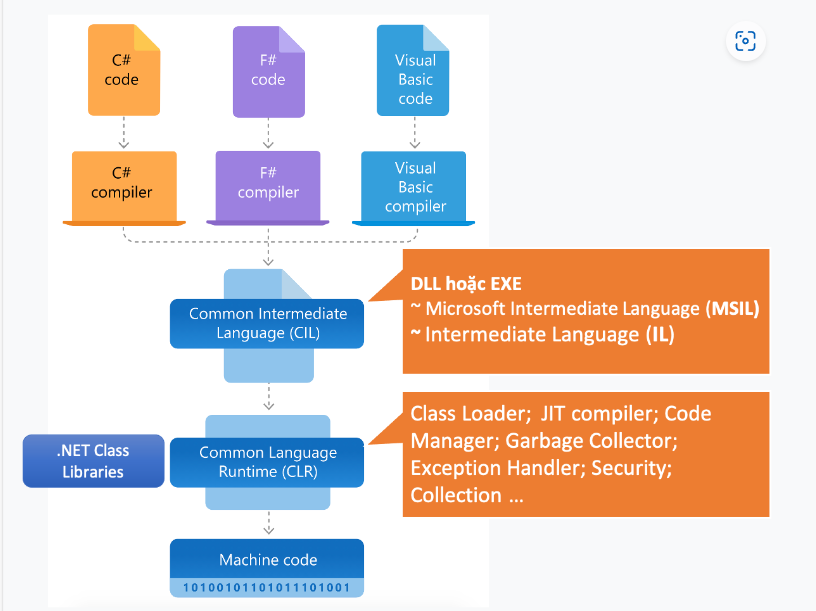 C#
code
F#
code
Visual
Basic
code
C#
compiler
F#
compiler
Visual
Basic
compiler
DLL hoặc EXE
~ Microsoft Intermediate Language (MSIL)
~ Intermediate Language (IL)
Common Intermediate
Language (CIL)
Class Loader; JIT compiler; Code
Manager; Garbage Collector;
Exception Handler; Security;
Collection ...
.NET Class
Libraries
Common Language
Runtime (CLR)
Machine code
10100101101011101001